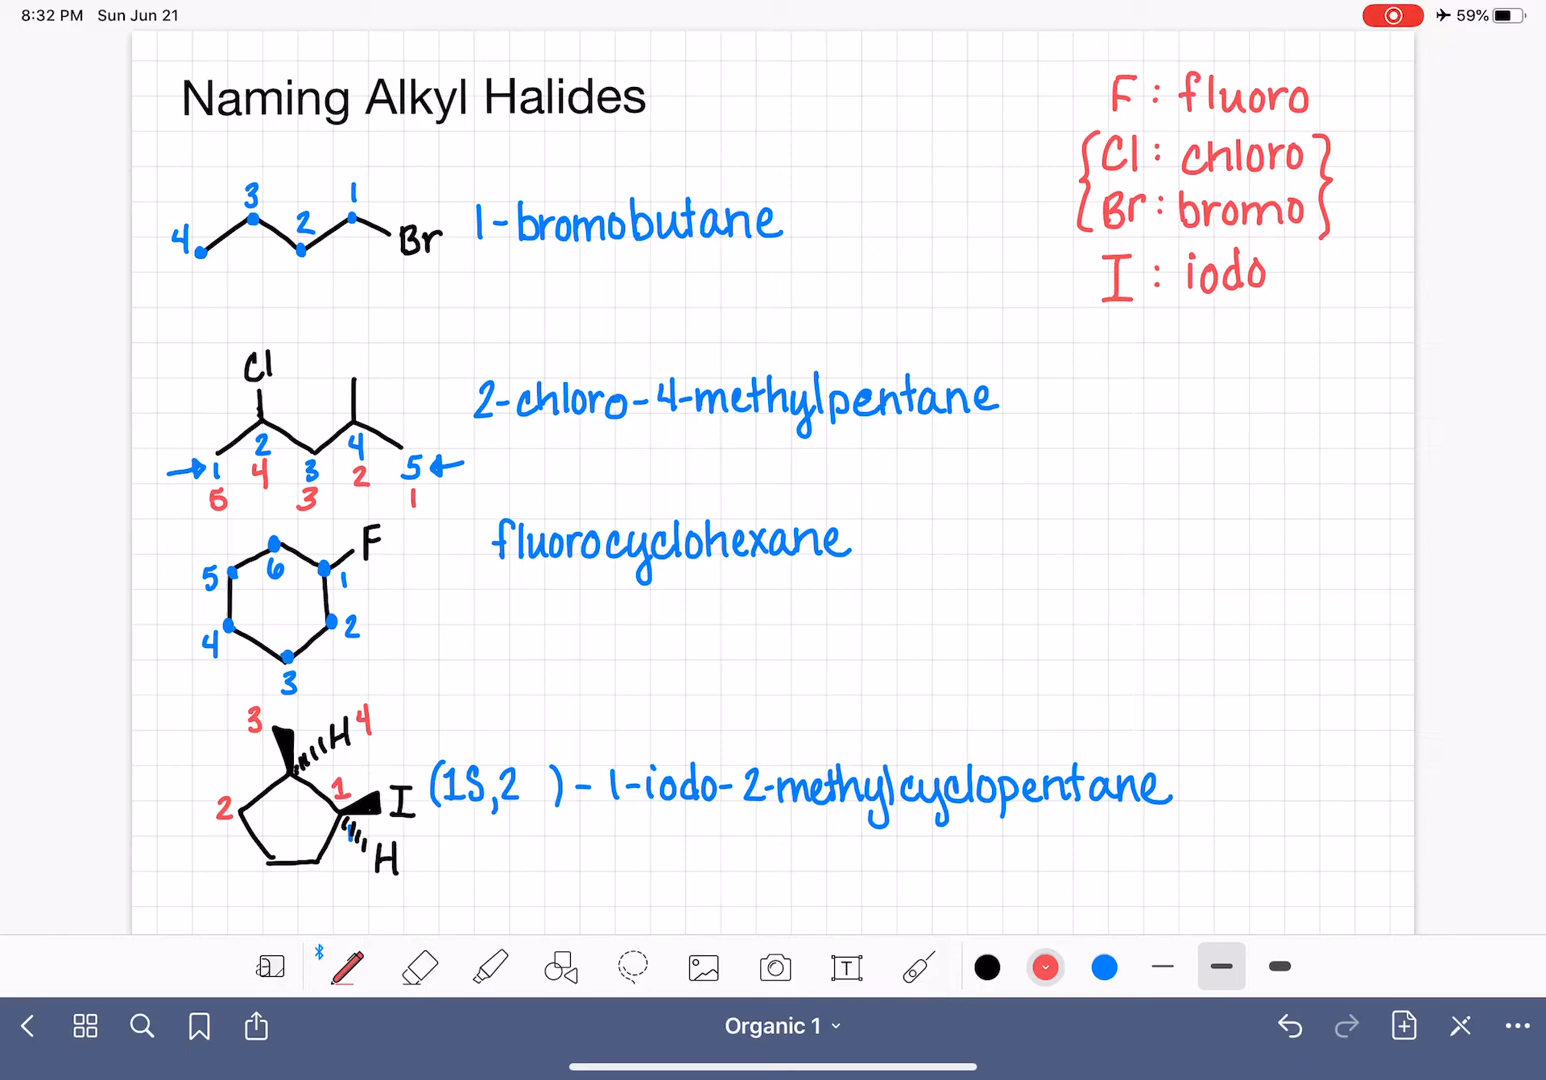 8:32 PM Sun Jun 21
59%
Naming Alkyl Halides
F : fluoro
Cl : chloro
Br : bromo
I : iodo
4 3 2 1 Br
1-bromobutane
Cl
2-chloro-4-methylpentane
1 2 3 4 5
5 4 3 2 1
F
fluorocyclohexane
5 6 1
4 3 2
3 H 4
2 1 I
H
(1S,2 ) - 1-iodo-2-methylcyclopentane
T
Organic 1